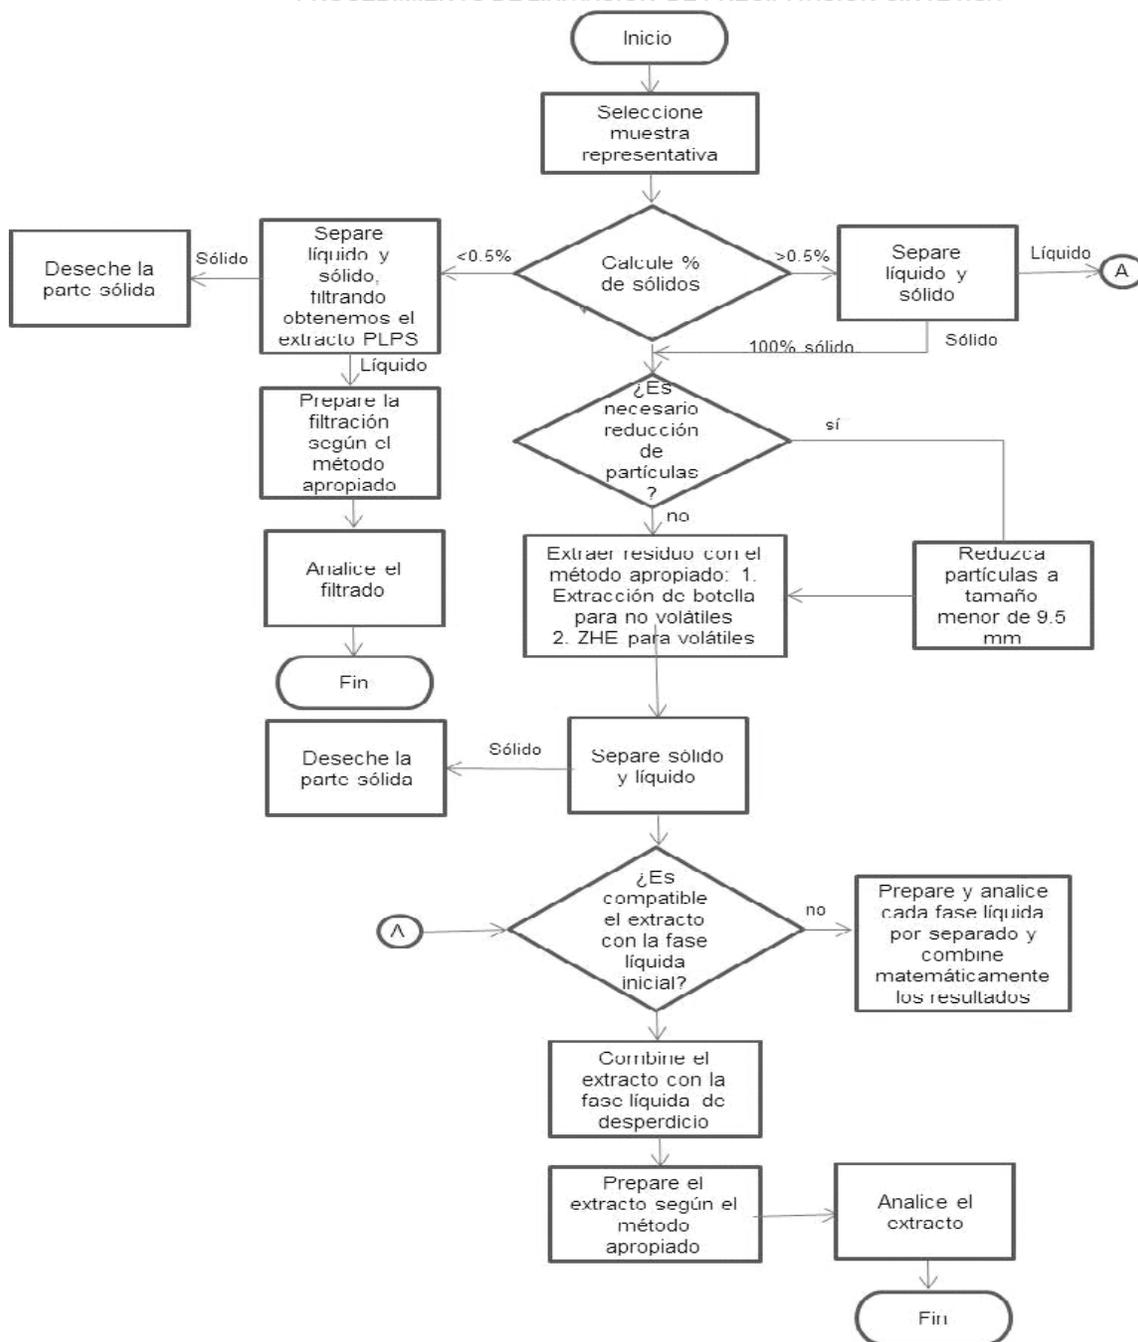 Inicio
Seleccione
muestra
representativa
Calcule %
de sólidos
<0.5%
>0.5%
Separe
líquido y
sólido,
filtrando
obtenemos el
extracto PLPS
Sólido
Deseche la
parte sólida
Separe
líquido y
sólido
Líquido
A
Sólido
100% sólido
Líquido
Prepare la
filtración
según el
método
apropiado
Analice el
filtrado
Fin
¿Es
necesario
reducción
de
partículas
?
sí
no
Reduzca
partículas a
tamaño
menor de 9.5
mm
Extraer residuo con el
método apropiado: 1.
Extracción de botella
para no volátiles
2. ZHE para volátiles
Separe sólido
y líquido
Sólido
Deseche la
parte sólida
A
¿Es
compatible
el extracto
con la fase
líquida
inicial?
no
Prepare y analice
cada fase líquida
por separado y
combine
matemáticamente
los resultados
Combine el
extracto con la
fase líquida de
desperdicio
Prepare el
extracto según el
método
apropiado
Analice el
extracto
Fin